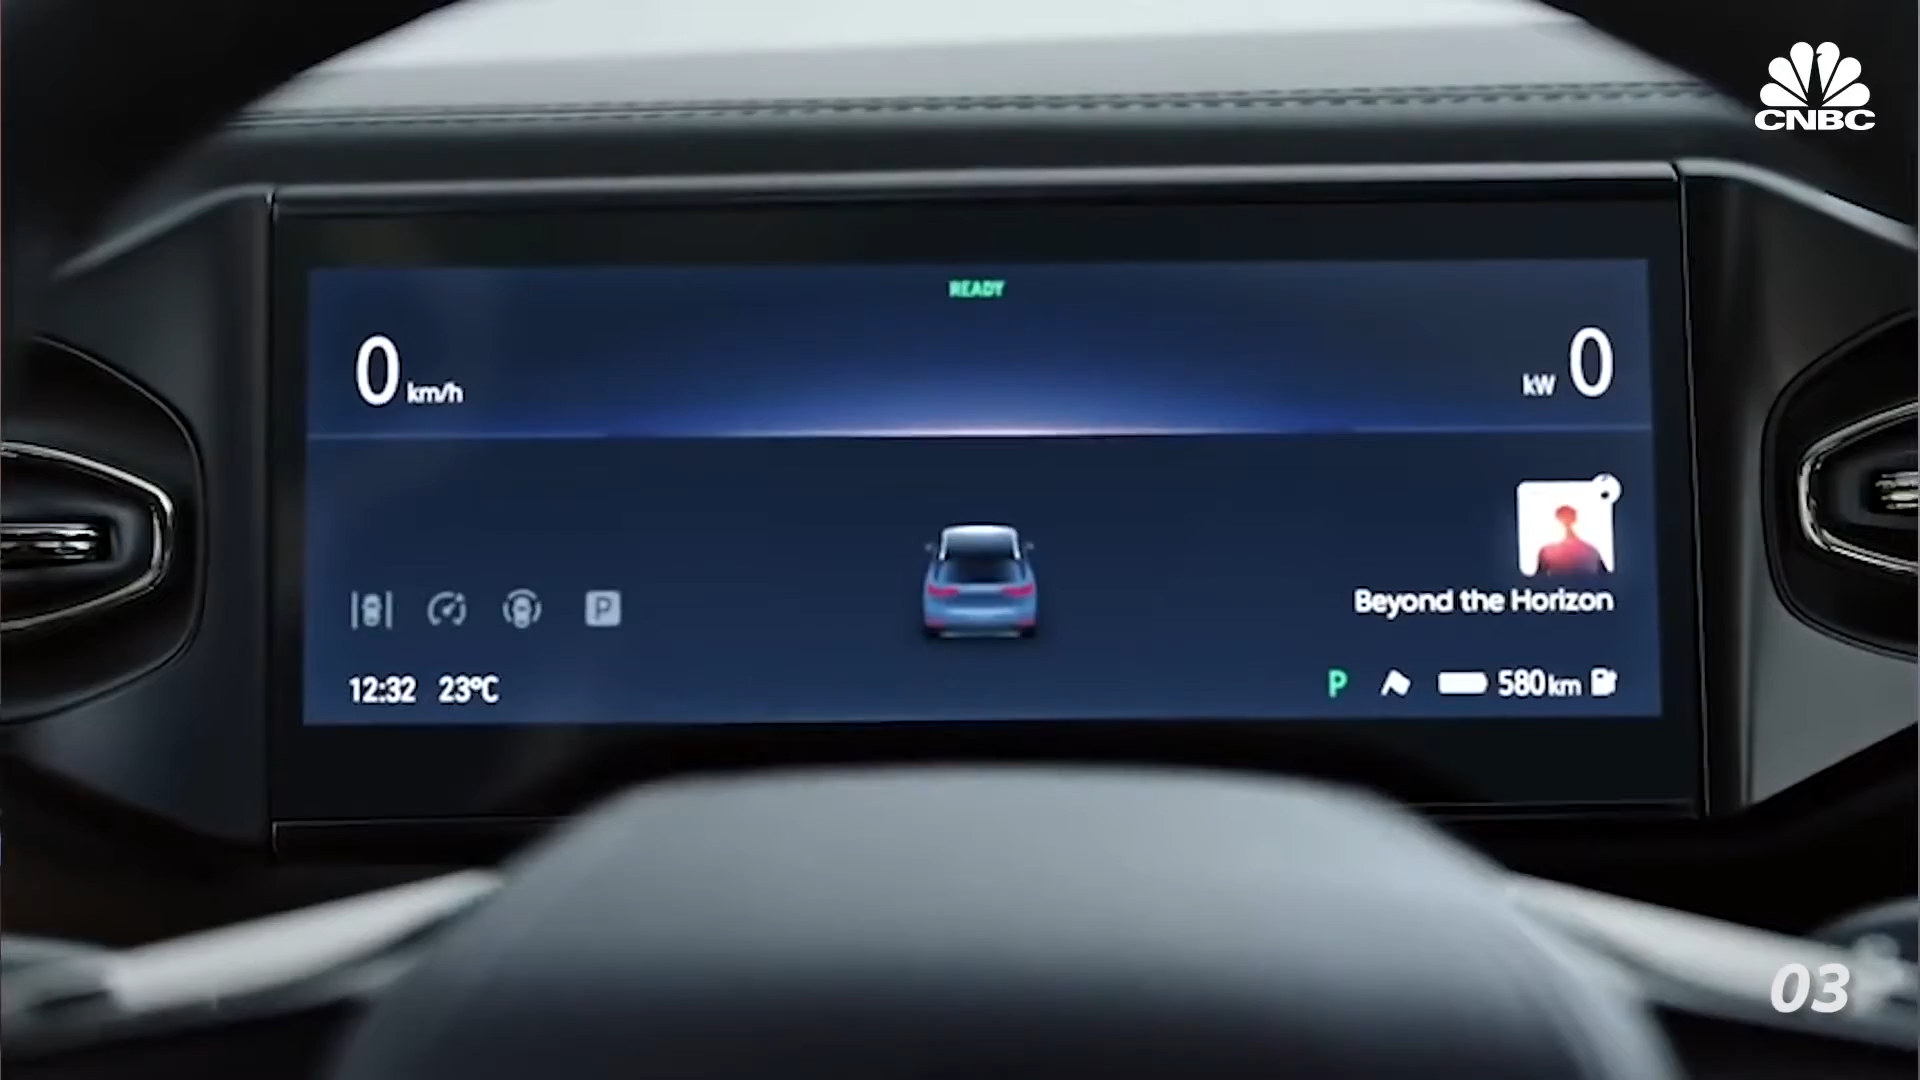 CNBC
READY
0 km/h
kW 0
Beyond the Horizon
P
12:32 23°C
P 580 km
03